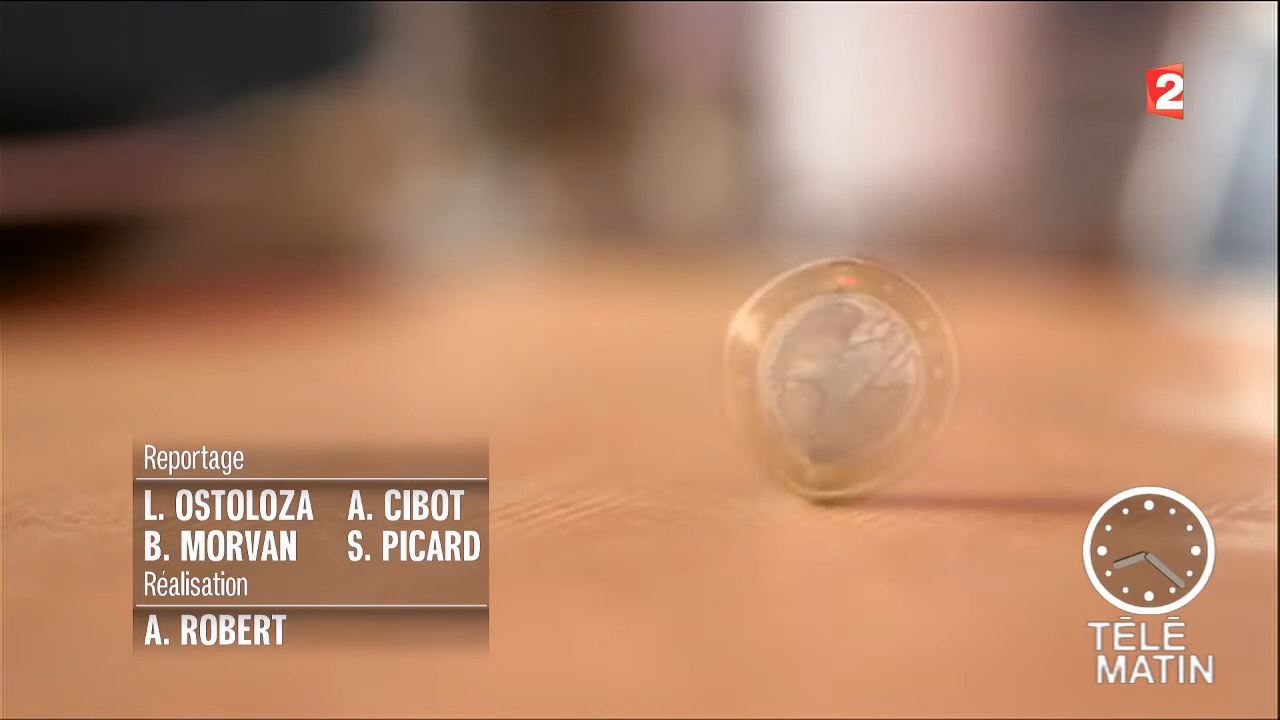 2
Reportage
L. OSTOLOZA A. CIBOT
B. MORVAN S. PICARD
Réalisation
A. ROBERT
TÉLÉ
MATIN